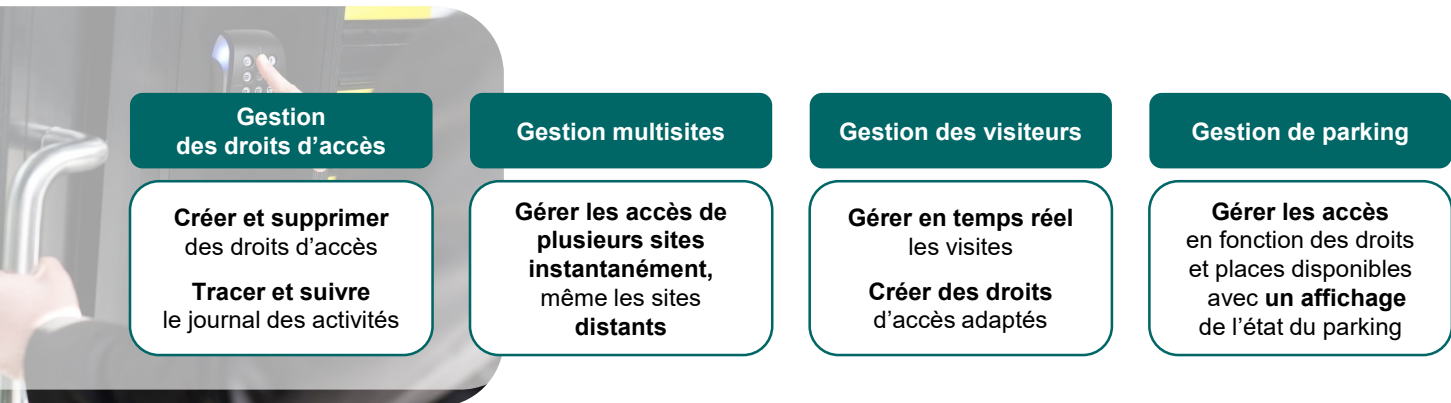 Gestion
des droits d’accès
Créer et supprimer
des droits d’accès
Tracer et suivre
le journal des activités
Gestion multisites
Gérer les accès de
plusieurs sites
instantanément,
même les sites
distants
Gestion des visiteurs
Gérer en temps réel
les visites
Créer des droits
d’accès adaptés
Gestion de parking
Gérer les accès
en fonction des droits
et places disponibles
avec un affichage
de l’état du parking